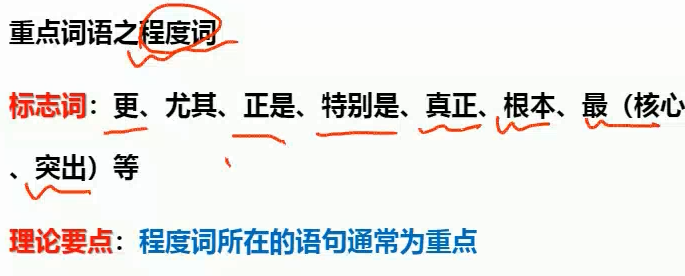 重点词语之程度词
标志词：更、尤其、正是、特别是、真正、根本、最（核心
、突出）等
理论要点：程度词所在的语句通常为重点